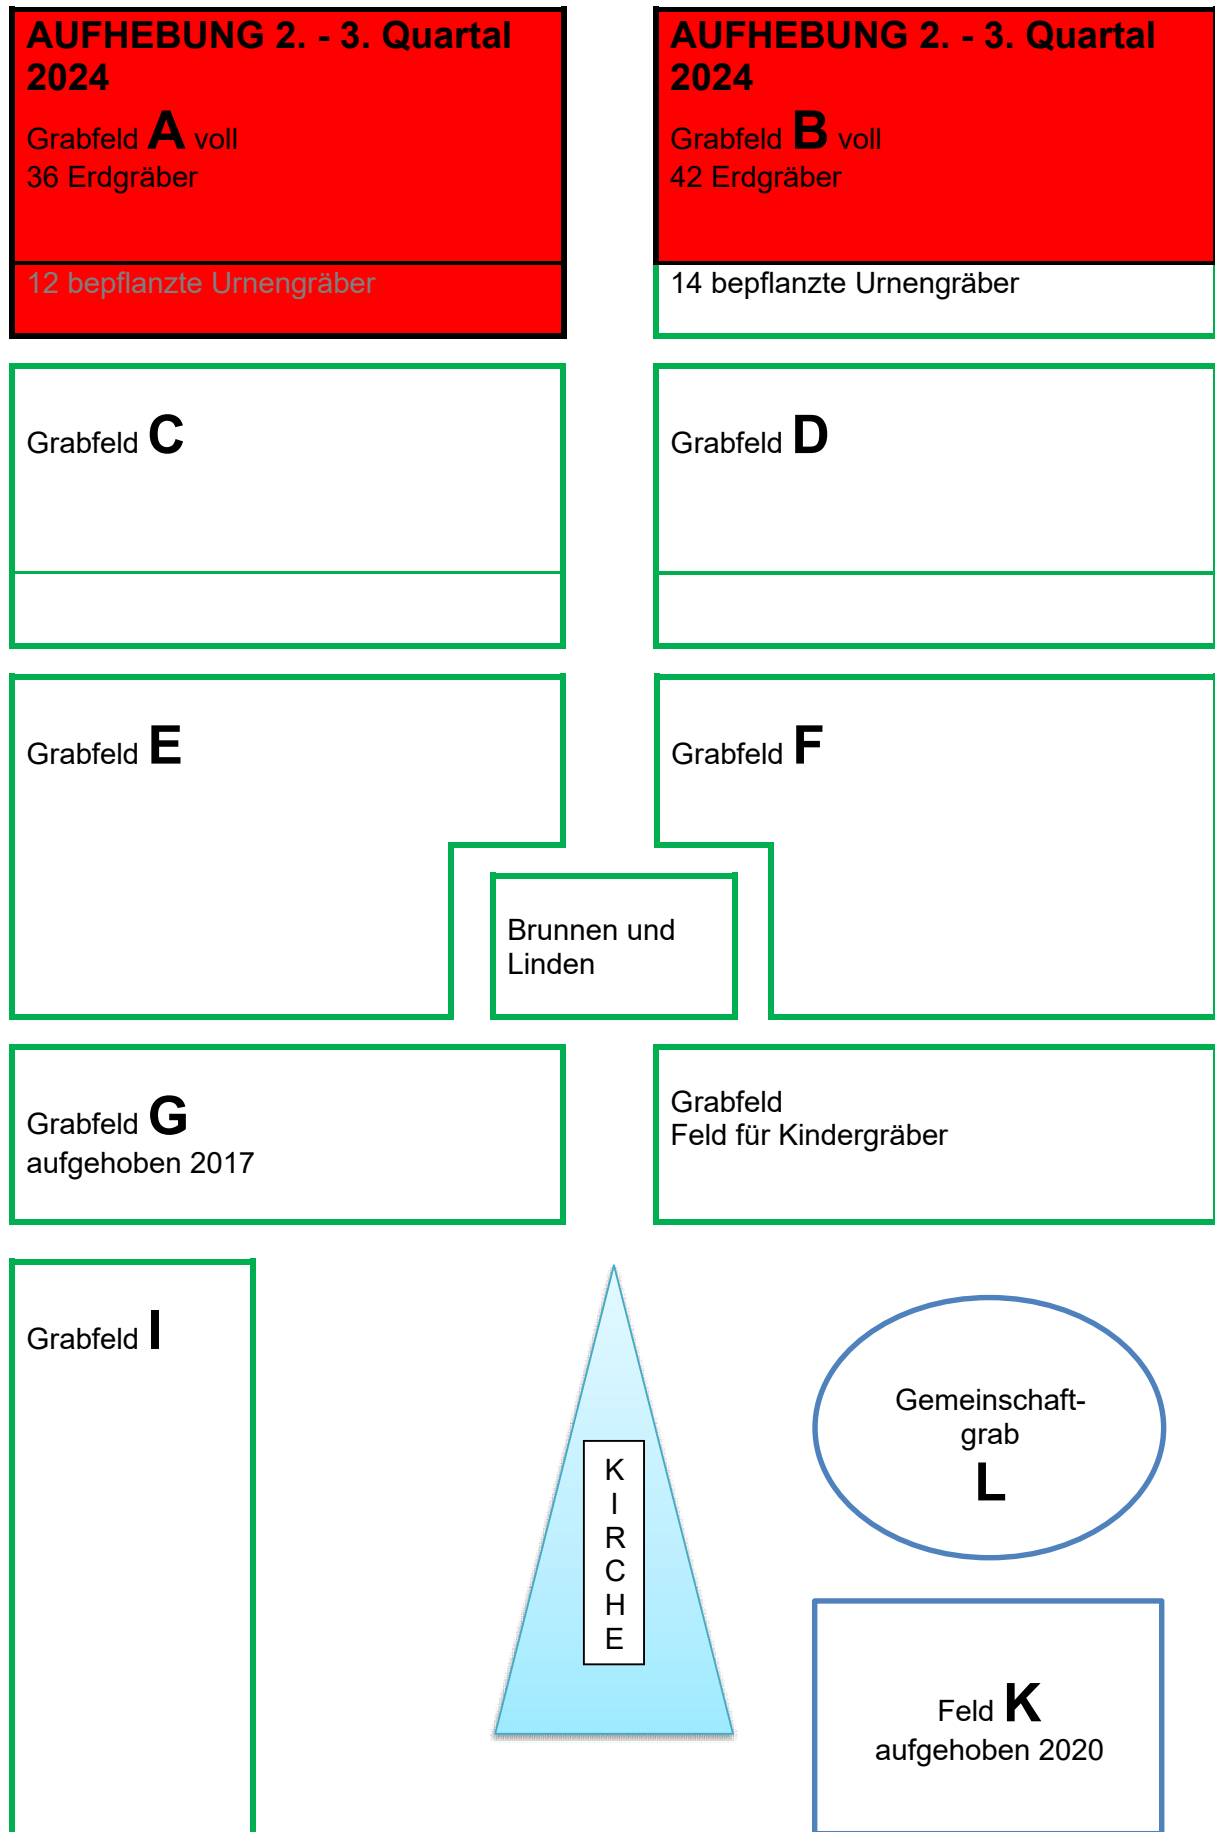 AUFHEBUNG 2. - 3. Quartal
2024
Grabfeld A voll
36 Erdgräber
12 bepflanzte Urnengräber
AUFHEBUNG 2. - 3. Quartal
2024
Grabfeld B voll
42 Erdgräber
14 bepflanzte Urnengräber
Grabfeld C
Grabfeld D
Grabfeld E
Grabfeld F
Brunnen und
Linden
Grabfeld G
aufgehoben 2017
Grabfeld
Feld für Kindergräber
Grabfeld I
K
I
R
C
H
E
Gemeinschaft-
grab
L
Feld K
aufgehoben 2020